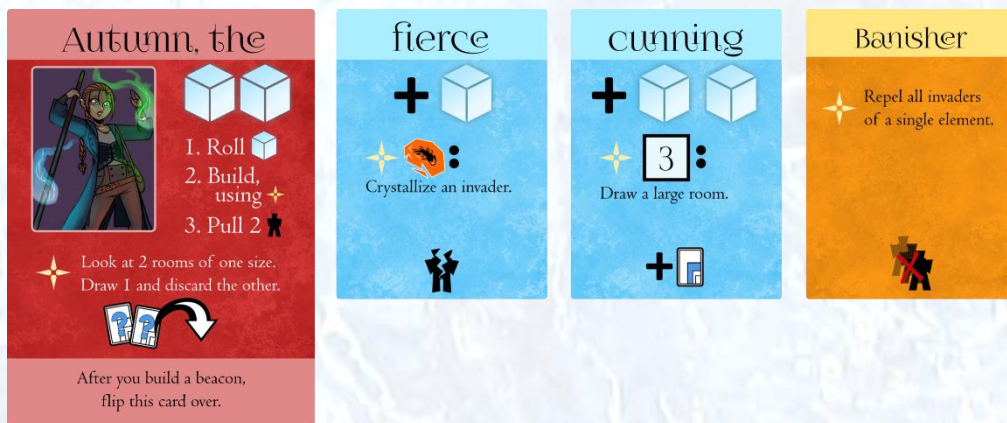 Autumn, the
1. Roll
2. Build,
using
3. Pull 2
Look at 2 rooms of one size.
Draw 1 and discard the other.
? ?
After you build a beacon,
flip this card over.
fierce
+
:
Crystallize an invader.
cunning
+
3 :
Draw a large room.
+
Banisher
Repel all invaders
of a single element.